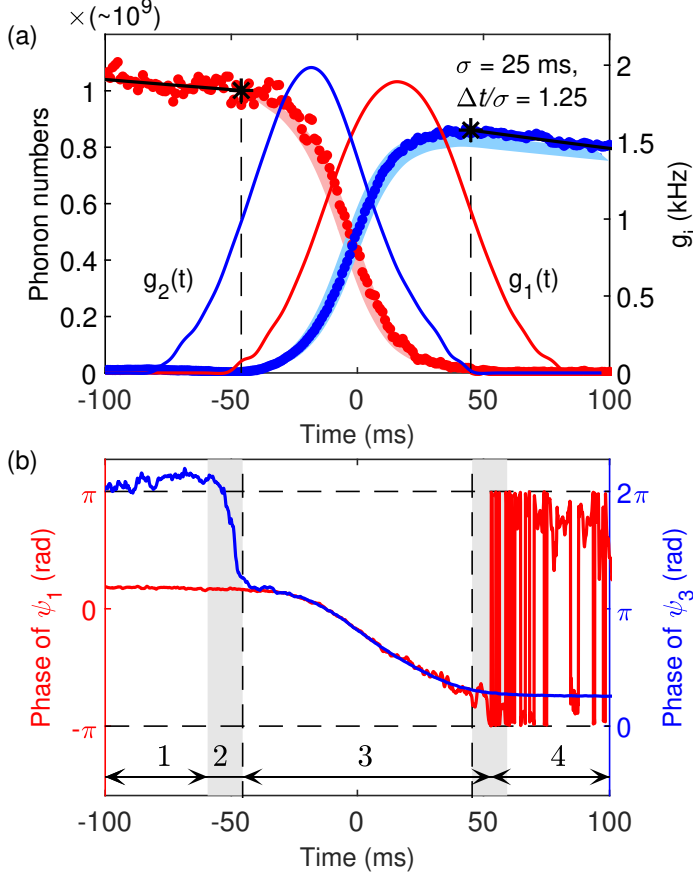 × (~10⁹)
(a)
σ = 25 ms,
Δt/σ = 1.25
Phonon numbers
1
0.8
0.6
0.4
0.2
0
g₂(t)
g₁(t)
2
1.5
1
0.5
0
gᵢ (kHz)
-100
-50
0
50
100
Time (ms)
(b)
Phase of ψ₁ (rad)
π
0
-π
2π
π
0
Phase of ψ₃ (rad)
1
2
3
4
-100
-50
0
50
100
Time (ms)